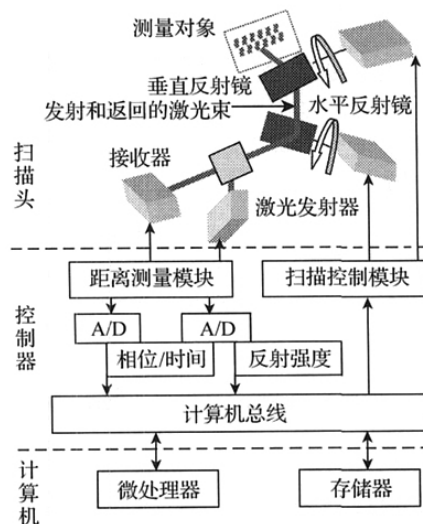 测量对象
垂直反射镜
发射和返回的激光束
水平反射镜
扫描头
接收器
激光发射器
距离测量模块
扫描控制模块
控制器
A/D
A/D
相位/时间
反射强度
计算机总线
计算机
微处理器
存储器